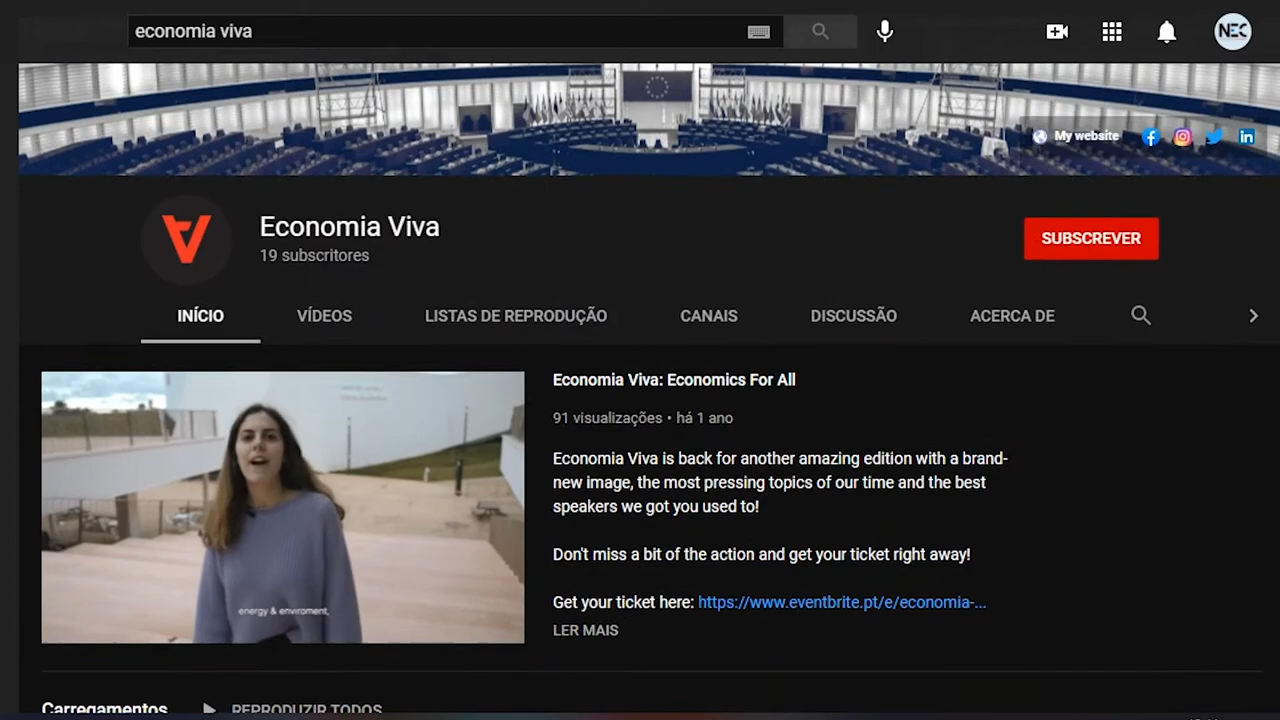 economia viva
NEC
My website
Economia Viva
19 subscritores
SUBSCREVER
INÍCIO
VÍDEOS
LISTAS DE REPRODUÇÃO
CANAIS
DISCUSSÃO
ACERCA DE
Economia Viva: Economics For All
91 visualizações • há 1 ano
Economia Viva is back for another amazing edition with a brand-
new image, the most pressing topics of our time and the best
speakers we got you used to!
Don't miss a bit of the action and get your ticket right away!
Get your ticket here: https://www.eventbrite.pt/e/economia-...
LER MAIS
energy & enviroment,
Carregamentos
REPRODUZIR TODOS